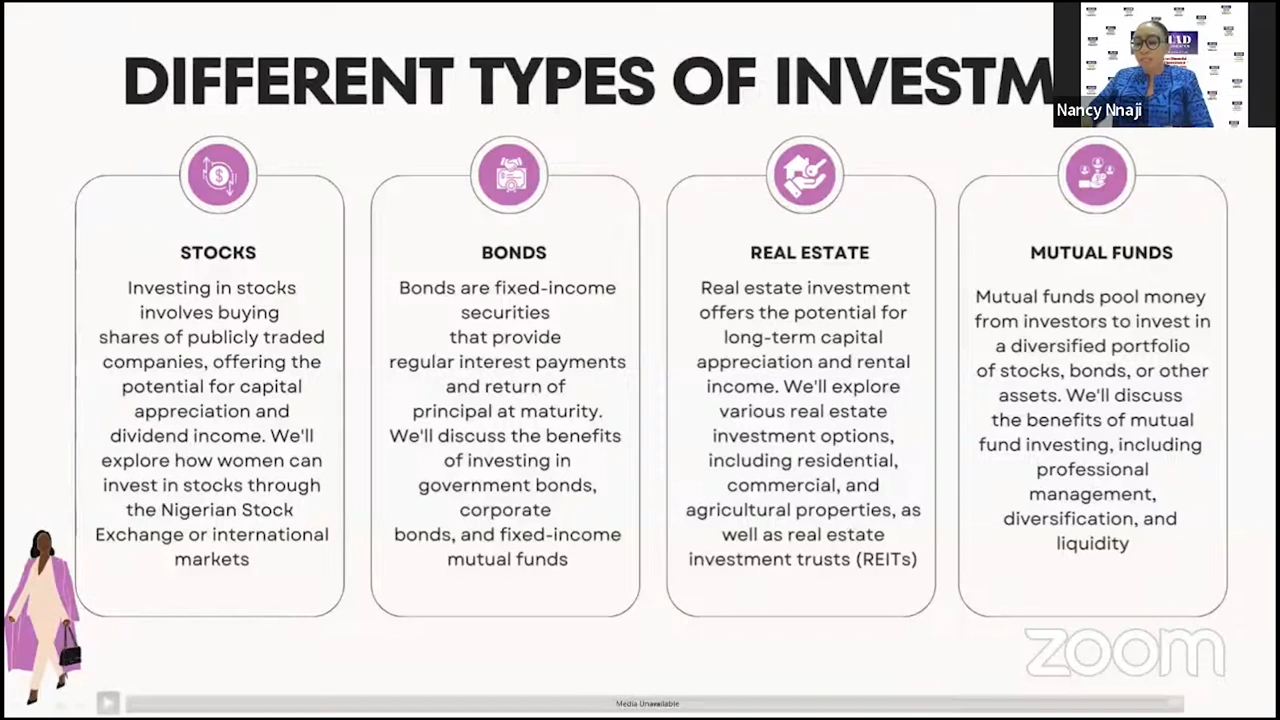 DIFFERENT TYPES OF INVESTM
Nancy Nnaji
STOCKS
Investing in stocks
involves buying
shares of publicly traded
companies, offering the
potential for capital
appreciation and
dividend income. We'll
explore how women can
invest in stocks through
the Nigerian Stock
Exchange or international
markets
BONDS
Bonds are fixed-income
securities
that provide
regular interest payments
and return of
principal at maturity.
We'll discuss the benefits
of investing in
government bonds,
corporate
bonds, and fixed-income
mutual funds
REAL ESTATE
Real estate investment
offers the potential for
long-term capital
appreciation and rental
income. We'll explore
various real estate
investment options,
including residential,
commercial, and
agricultural properties, as
well as real estate
investment trusts (REITs)
MUTUAL FUNDS
Mutual funds pool money
from investors to invest in
a diversified portfolio
of stocks, bonds, or other
assets. We'll discuss
the benefits of mutual
fund investing, including
professional
management,
diversification, and
liquidity
zoom
Media Unavailable